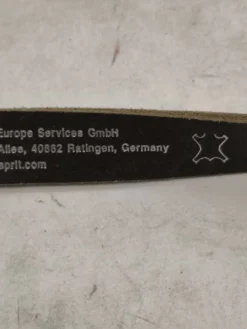 Europe Services GmbH
Allee, 40882 Ratingen, Germany
sprit.com